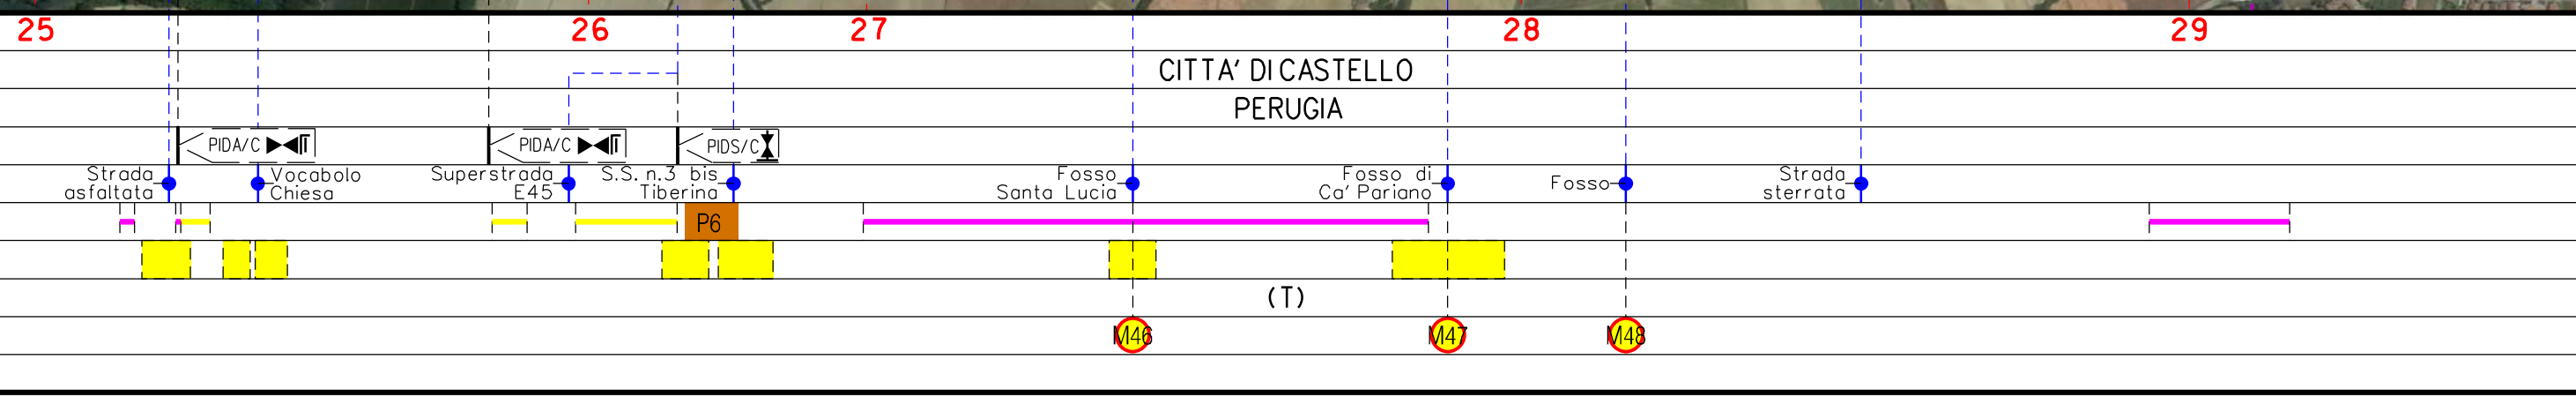 25 26 27 28 29
CITTA' DI CASTELLO
PERUGIA
PIDA/C PIDA/C PIDS/C
Strada asfaltata
Vocabolo Chiesa
Superstrada E45
S.S. n.3 bis Tiberina
Fosso Santa Lucia
Fosso di Ca' Pariano
Fosso
Strada sterrata
P6
(T)
M46 M47 M48